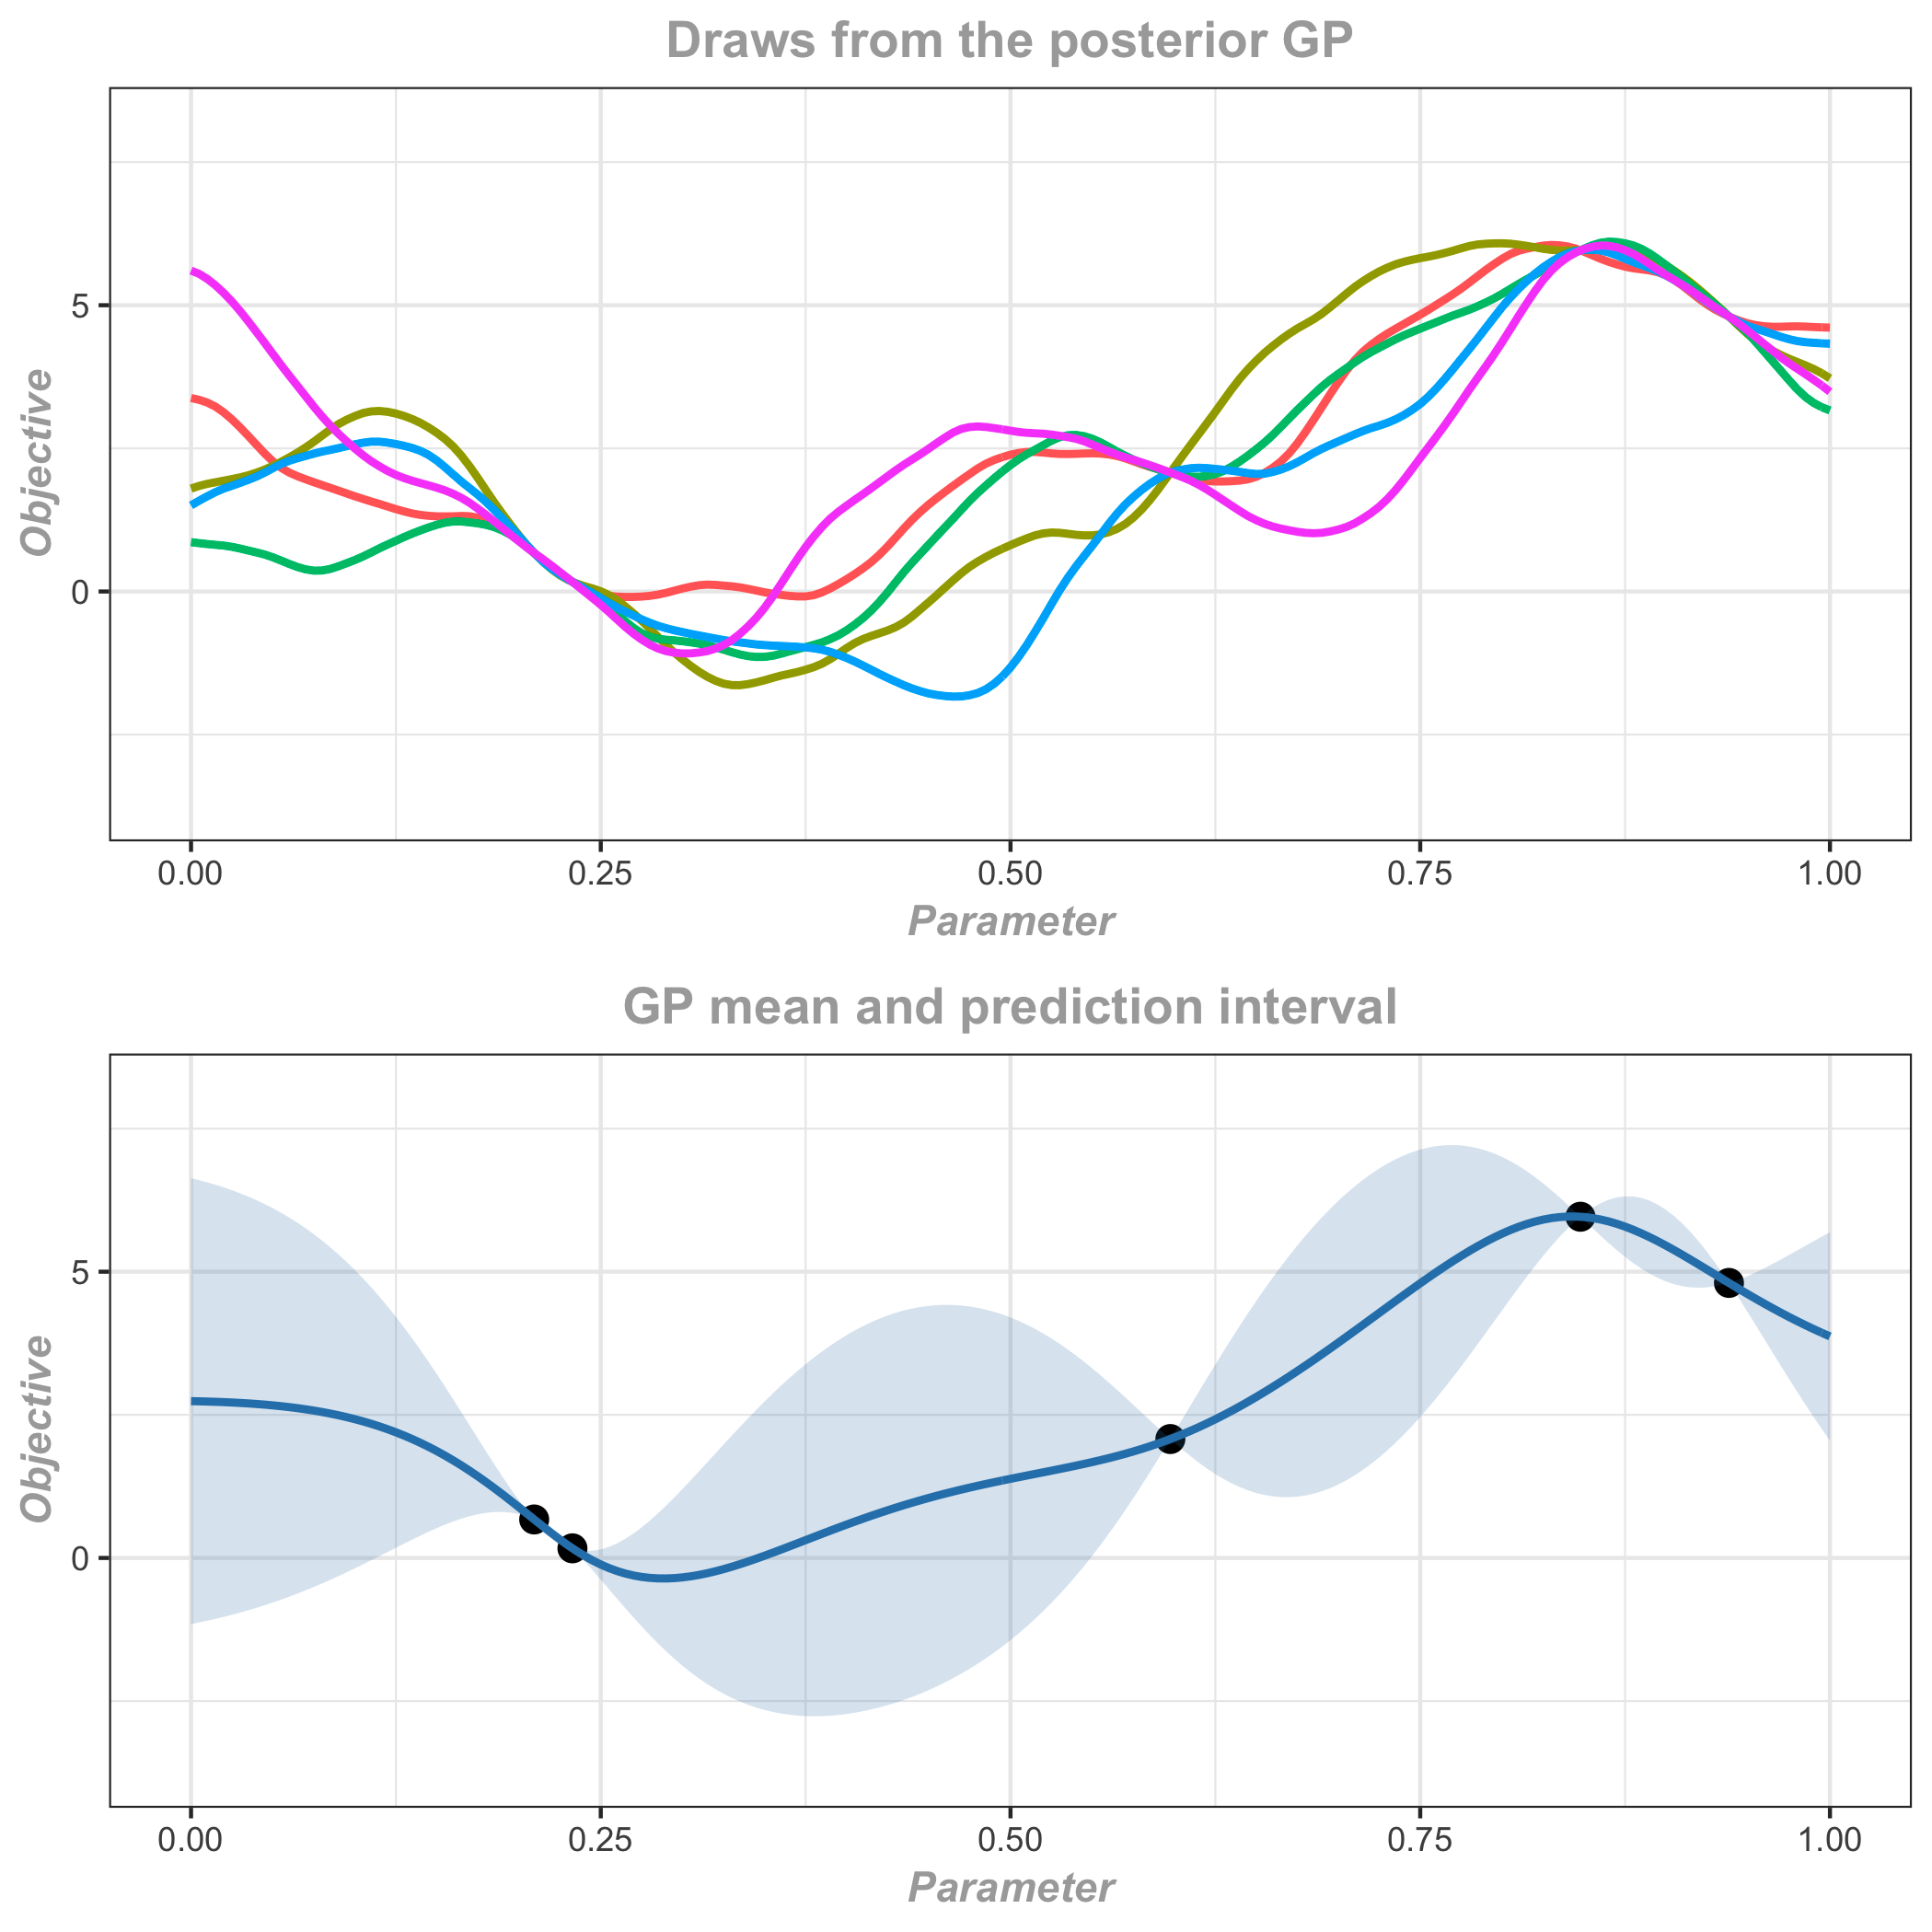 Draws from the posterior GP
Objective
5
0
0.00 0.25 0.50 0.75 1.00
Parameter
GP mean and prediction interval
Objective
5
0
0.00 0.25 0.50 0.75 1.00
Parameter